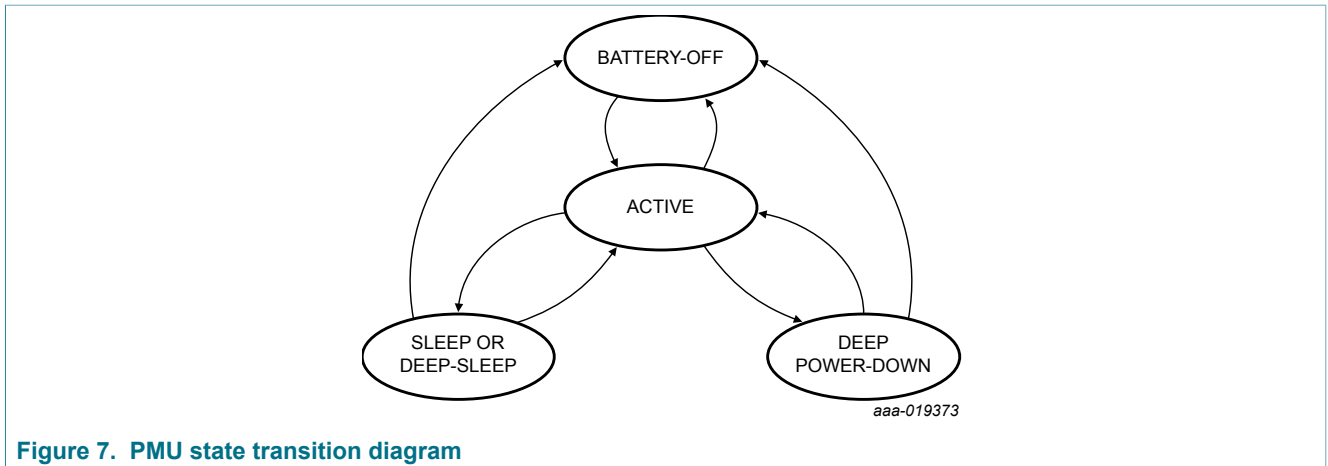 BATTERY-OFF
ACTIVE
SLEEP OR
DEEP-SLEEP
DEEP
POWER-DOWN
aaa-019373
Figure 7. PMU state transition diagram